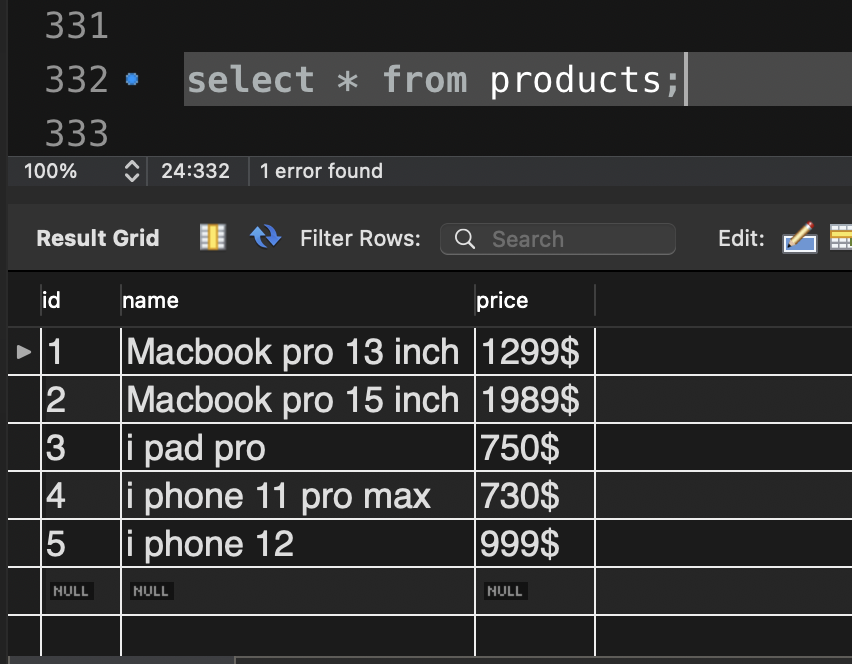 331
332 select * from products;
333
100% 24:332 1 error found
Result Grid Filter Rows: Search Edit:
id name price
1 Macbook pro 13 inch 1299$
2 Macbook pro 15 inch 1989$
3 i pad pro 750$
4 i phone 11 pro max 730$
5 i phone 12 999$
NULL NULL NULL